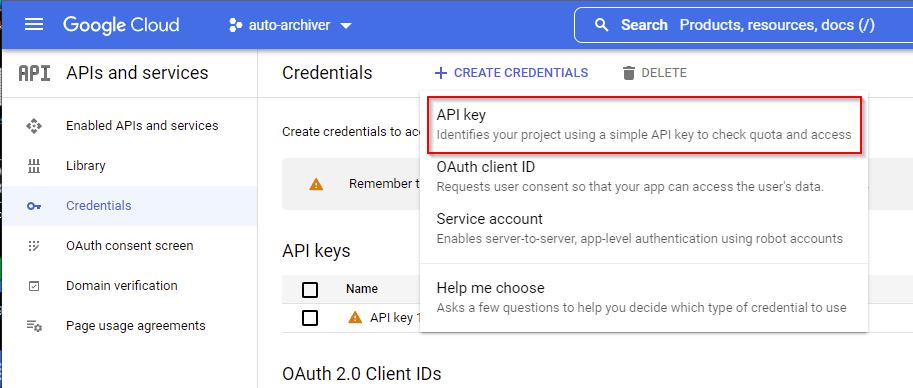 Google Cloud
auto-archiver
Search Products, resources, docs (/)
API APIs and services
Credentials
+ CREATE CREDENTIALS
DELETE
Enabled APIs and services
Library
Credentials
OAuth consent screen
Domain verification
Page usage agreements
Create credentials to
Remember
API key
Identifies your project using a simple API key to check quota and access
OAuth client ID
Requests user consent so that your app can access the user's data.
Service account
Enables server-to-server, app-level authentication using robot accounts
Help me choose
Asks a few questions to help you decide which type of credential to use
API keys
Name
API key
OAuth 2.0 Client IDs